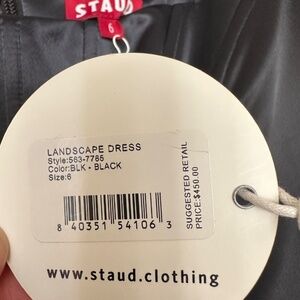 STAUD
6
LANDSCAPE DRESS
Style:563-7785
Color:BLK - BLACK
Size:6
SUGGESTED RETAIL
PRICE:$450.00
8 40351 54106 3
www.staud.clothing